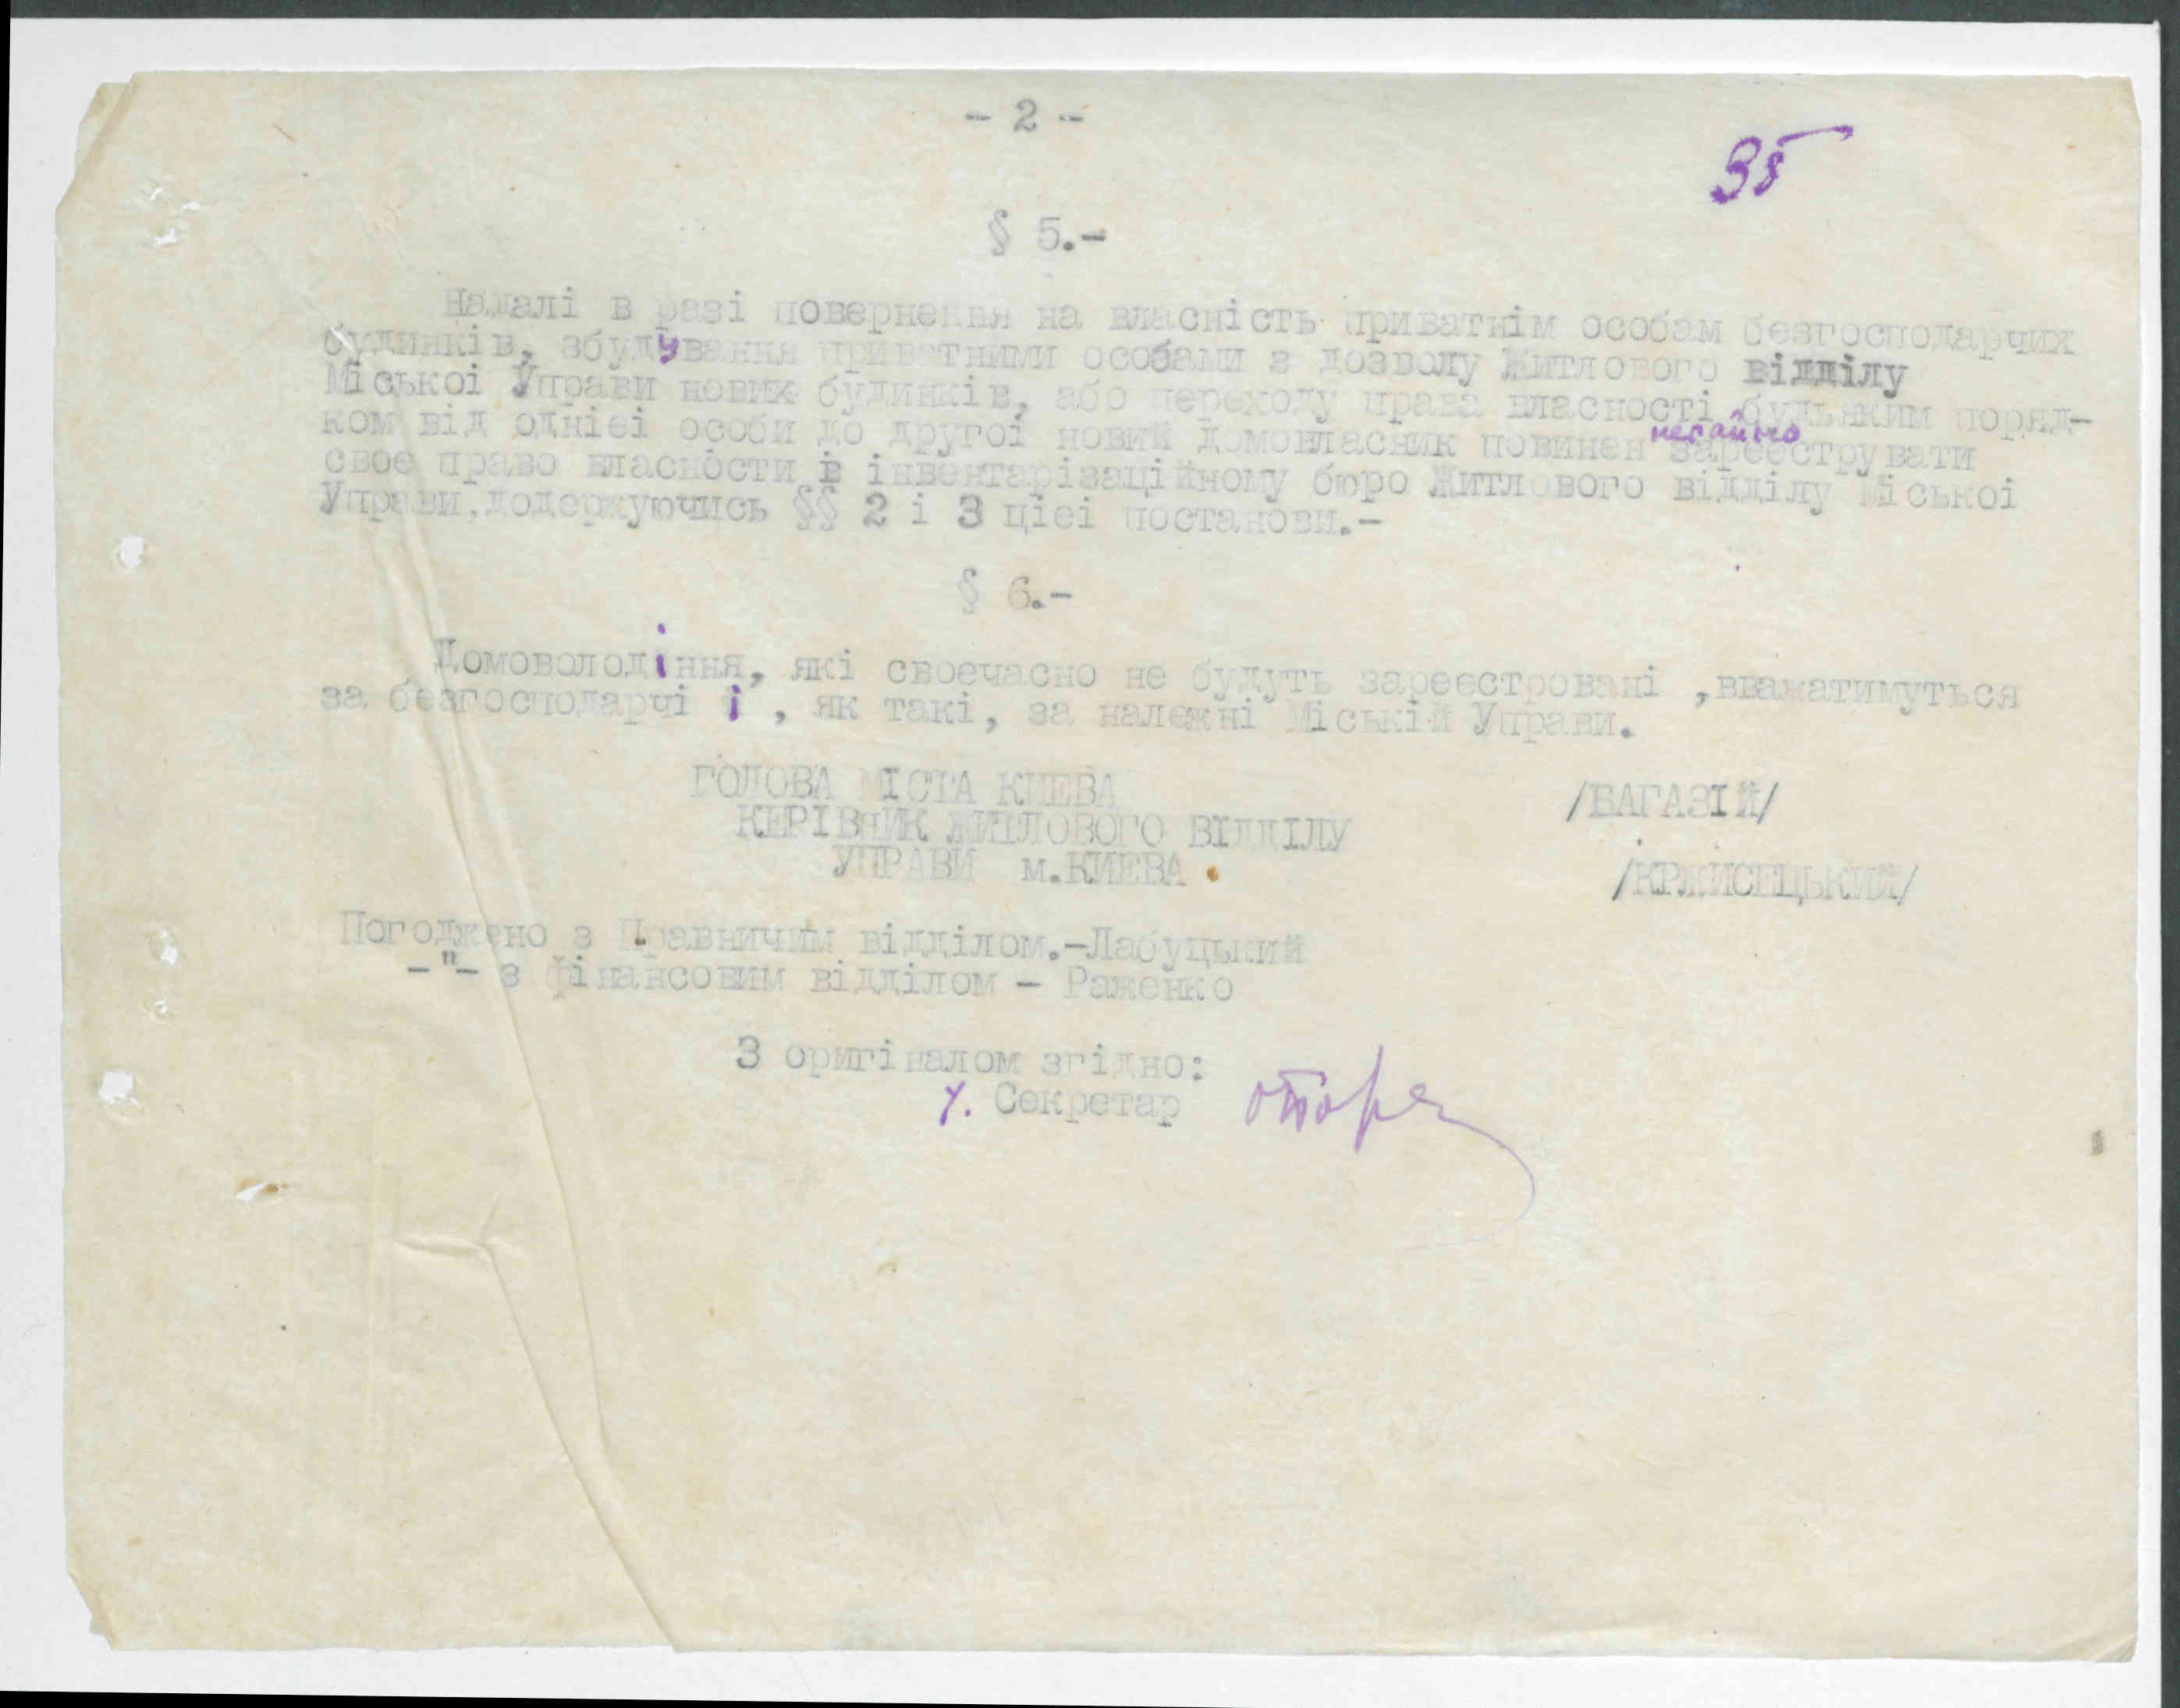 - 2 -
35
§ 5.-
Надалі в разі повернення на власність приватнім особам безгосподарчих
будинків, збудування приватними особами з дозволу Житлового відділу
Міської Управи нових будинків, або переходу права власності будьяким поряд-
негайно
ком від однієї особи до другої новий домовласник повинен зареєструвати
своє право власности в інвентарізаційному бюро Житлового відділу Міської
Управи, додержуючись §§ 2 і 3 цієі постанови.-
§ 6.-
Домоволодіння, які своєчасно не будуть зареєстровані ,вважатимуться
за безгосподарчі і , як такі, за належні Міській Управи.
ГОЛОВА МІСТА КИЕВА /БАГАЗІЙ/
КЕРІВНИК ЖИТЛОВОГО ВІДДІЛУ
УПРАВИ м.КИЕВА /КРЖИСЕЦЬКИЙ/
Погоджено з Правничим відділом.-Лабуцький
-"- з фінансовим відділом - Раженко
З оригіналом згідно:
У. Секретар